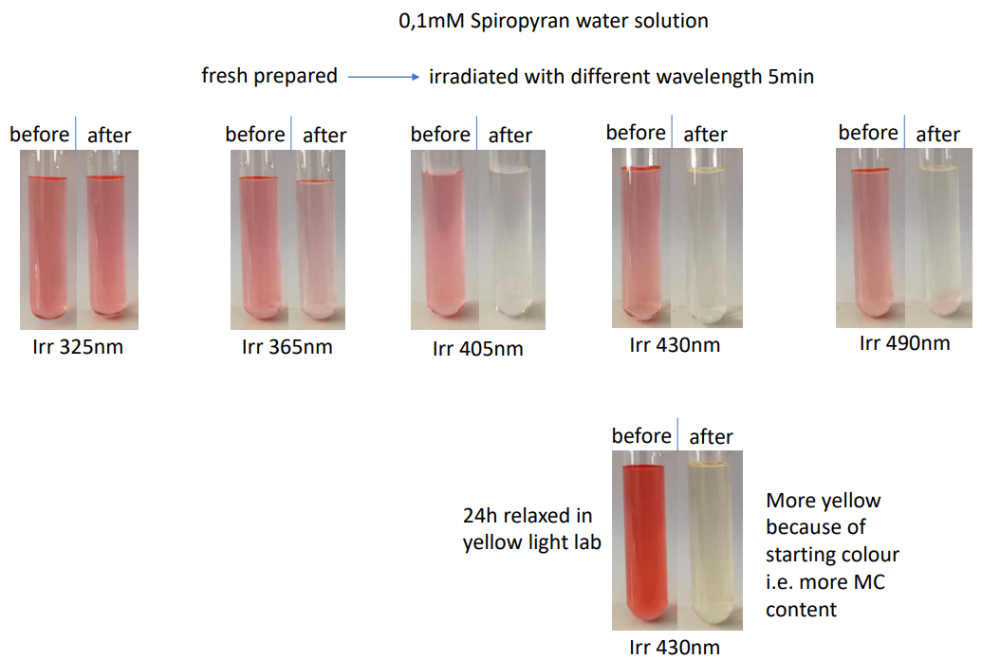 0,1mM Spiropyran water solution
fresh prepared
irradiated with different wavelength 5min
before
after
before
after
before
after
before
after
before
after
Irr 325nm
Irr 365nm
Irr 405nm
Irr 430nm
Irr 490nm
before
after
24h relaxed in
yellow light lab
More yellow
because of
starting colour
i.e. more MC
content
Irr 430nm